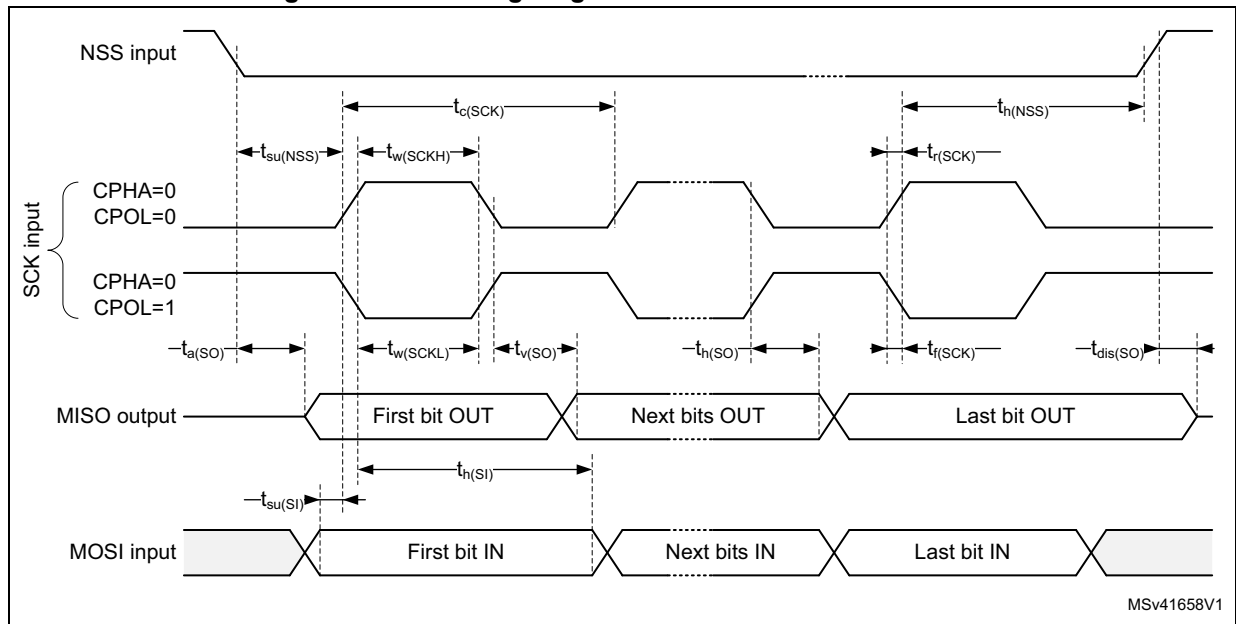 NSS input
tc(SCK)
th(NSS)
tsu(NSS)
tw(SCKH)
tr(SCK)
SCK input
CPHA=0
CPOL=0
CPHA=0
CPOL=1
ta(SO)
tw(SCKL)
tv(SO)
th(SO)
tf(SCK)
tdis(SO)
MISO output
First bit OUT
Next bits OUT
Last bit OUT
th(SI)
tsu(SI)
MOSI input
First bit IN
Next bits IN
Last bit IN
MSv41658V1